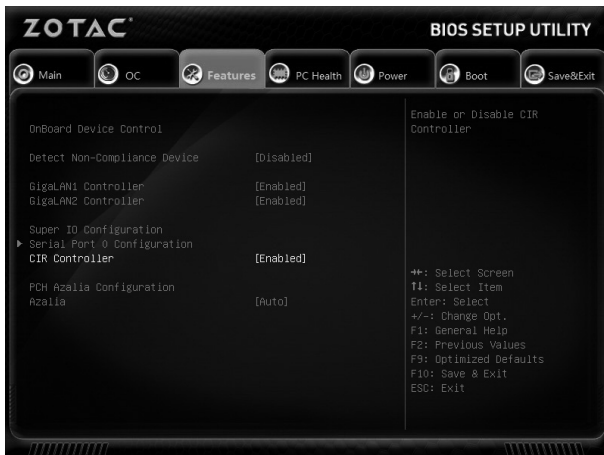 ZOTAC
BIOS SETUP UTILITY
Main OC Features PC Health Power Boot Save&Exit
OnBoard Device Control
Detect Non-Compliance Device [Disabled]
GigaLAN1 Controller [Enabled]
GigaLAN2 Controller [Enabled]
Super IO Configuration
Serial Port 0 Configuration
CIR Controller [Enabled]
PCH Azalia Configuration
Azalia [Auto]
Enable or Disable CIR
Controller
→←: Select Screen
↑↓: Select Item
Enter: Select
+/-: Change Opt.
F1: General Help
F2: Previous Values
F9: Optimized Defaults
F10: Save & Exit
ESC: Exit